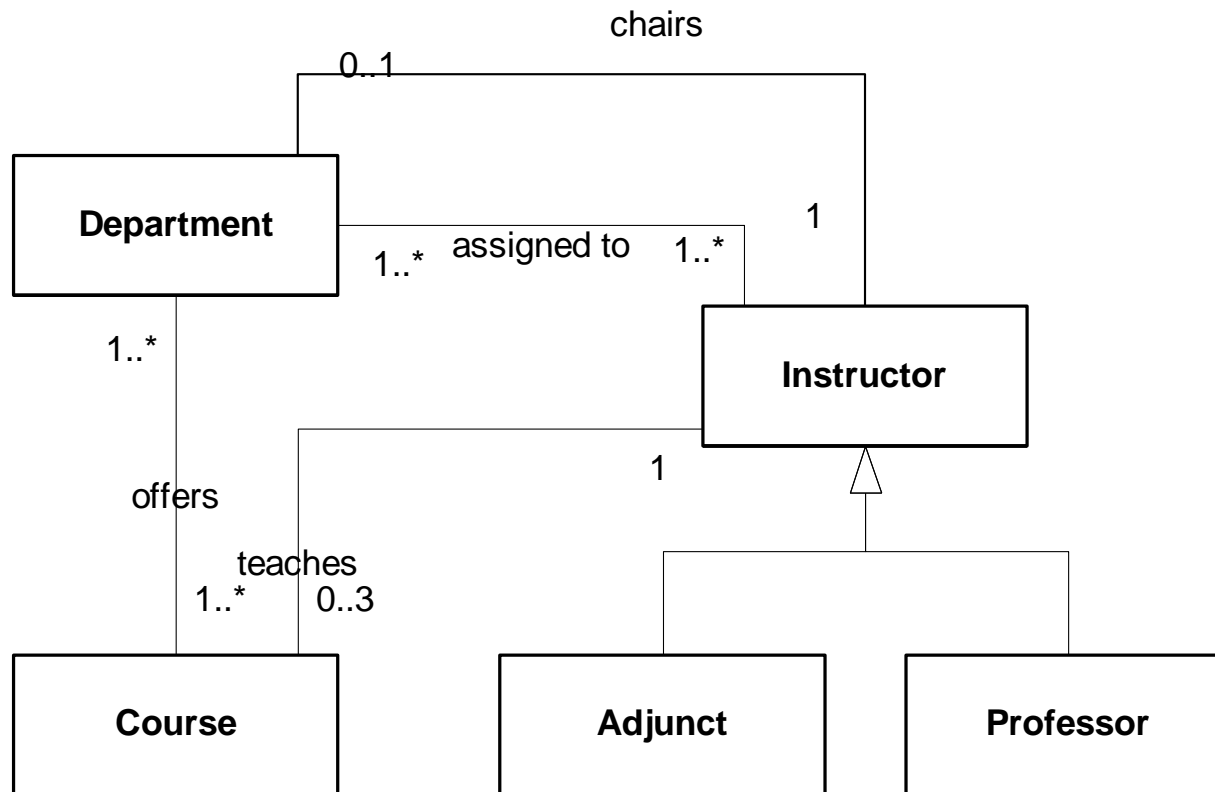 chairs
0..1
Department
1
assigned to
1..*
1..*
1..*
Instructor
1
offers
teaches
1..*
0..3
Course
Adjunct
Professor